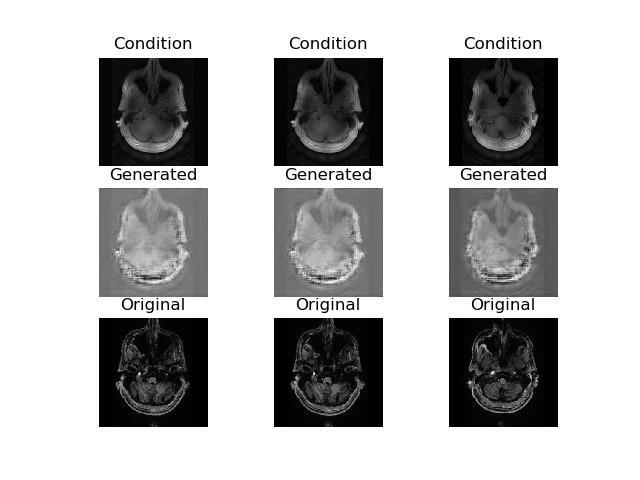 Condition Condition Condition
Generated Generated Generated
Original Original Original